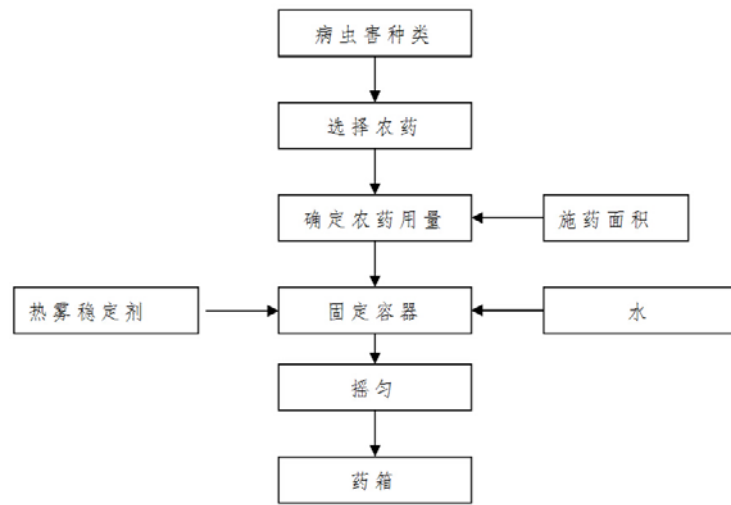 病虫害种类
选择农药
确定农药用量
施药面积
热雾稳定剂
固定容器
水
摇匀
药箱